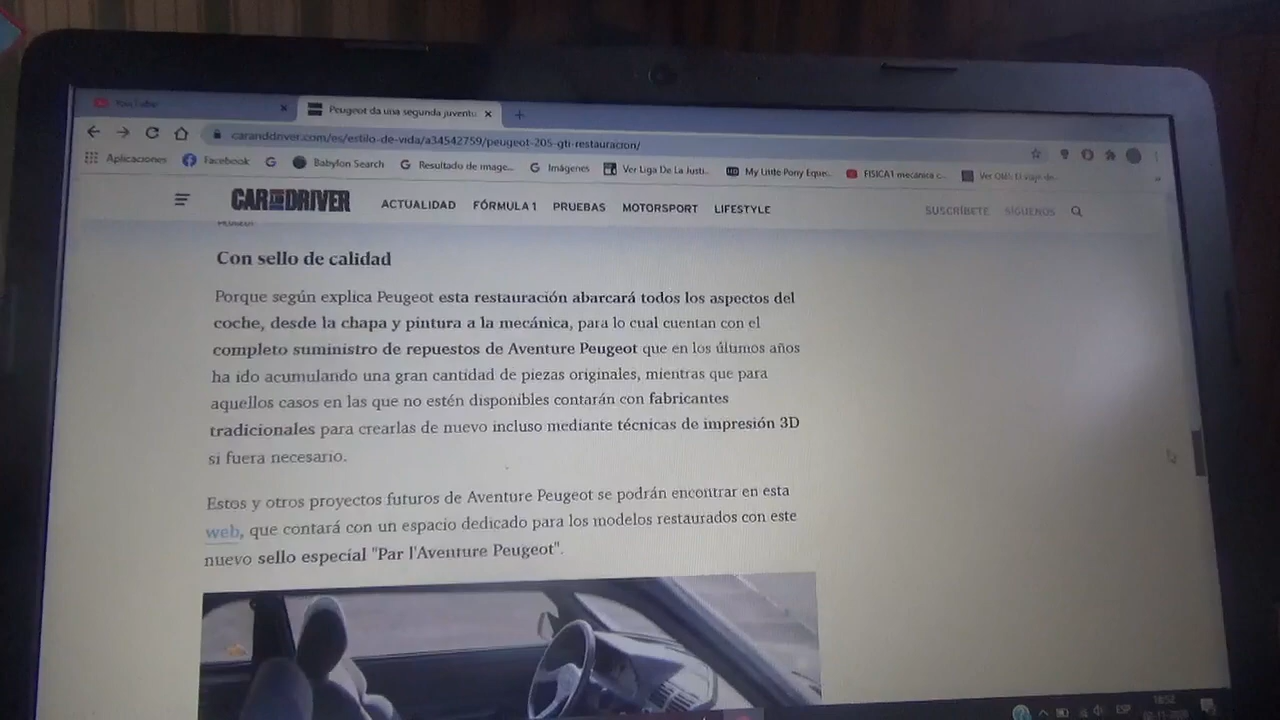 YouTube
Peugeot da una segunda juventu
caranddriver.com/es/estilo-de-vida/a34542759/peugeot-205-gti-restauracion/
Aplicaciones Facebook Babylon Search Resultado de image... Imágenes Ver Liga De La Justi... My Little Pony Eque... FISICA1 mecanica c...
CAR AND DRIVER ACTUALIDAD FÓRMULA 1 PRUEBAS MOTORSPORT LIFESTYLE SUSCRÍBETE SÍGUENOS
PEUGEOT
Con sello de calidad
Porque según explica Peugeot esta restauración abarcará todos los aspectos del
coche, desde la chapa y pintura a la mecánica, para lo cual cuentan con el
completo suministro de repuestos de Aventure Peugeot que en los últumos años
ha ido acumulando una gran cantidad de piezas originales, mientras que para
aquellos casos en las que no estén disponibles contarán con fabricantes
tradicionales para crearlas de nuevo incluso mediante técnicas de impresión 3D
si fuera necesario.
Estos y otros proyectos futuros de Aventure Peugeot se podrán encontrar en esta
web, que contará con un espacio dedicado para los modelos restaurados con este
nuevo sello especial "Par l'Aventure Peugeot".
ESP
18:52